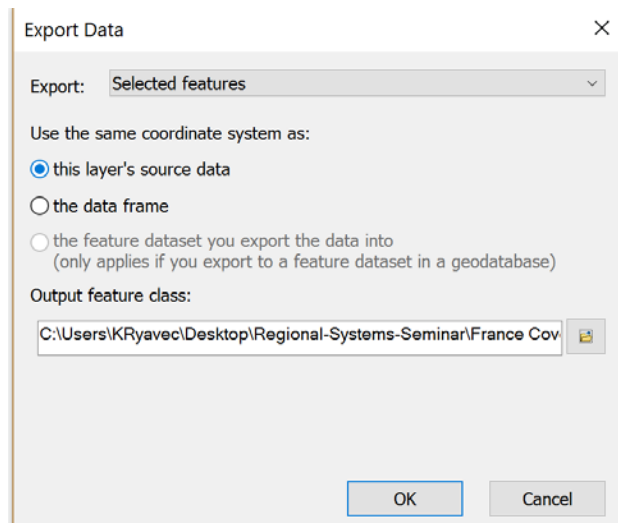 Export Data
Export: Selected features
Use the same coordinate system as:
this layer's source data
the data frame
the feature dataset you export the data into
(only applies if you export to a feature dataset in a geodatabase)
Output feature class:
C:\Users\KRyavec\Desktop\Regional-Systems-Seminar\France Cov
OK Cancel